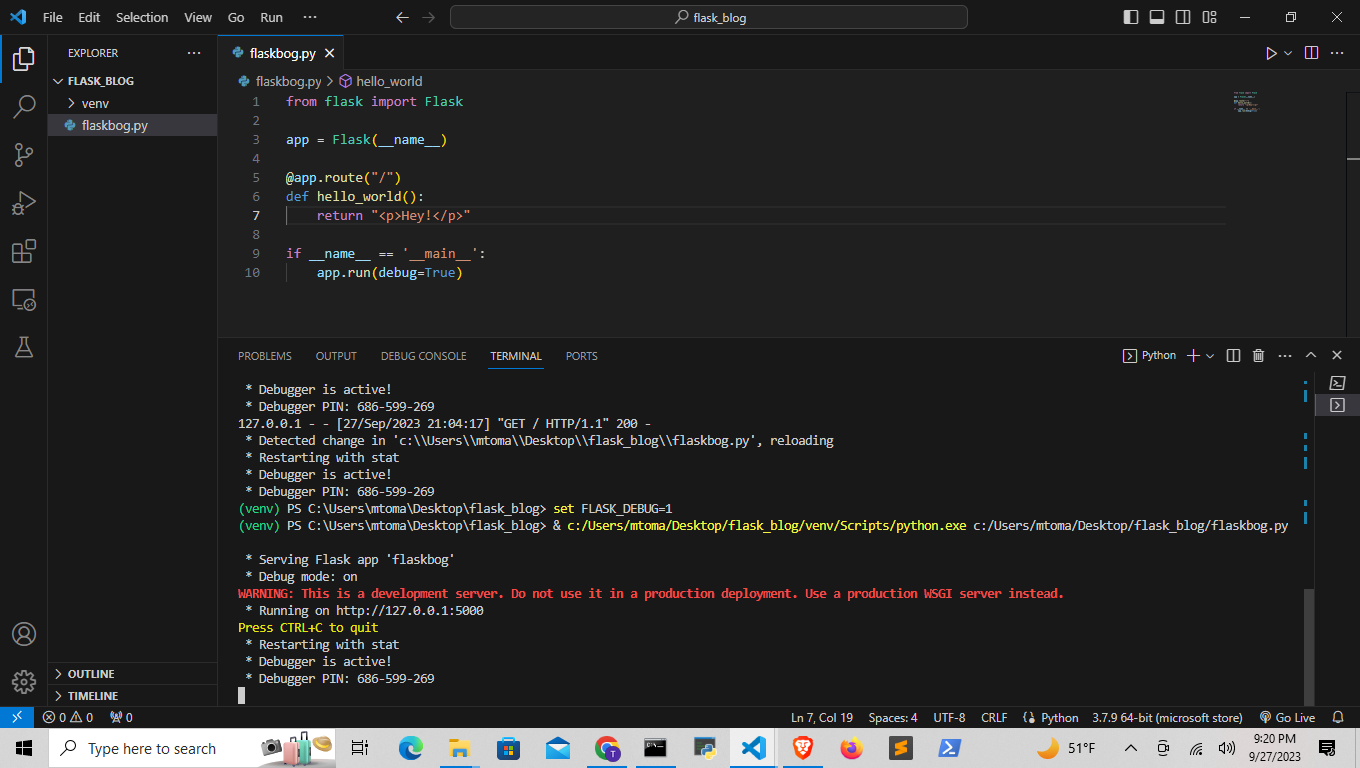 File Edit Selection View Go Run ··· flask_blog
EXPLORER ···
FLASK_BLOG
venv
flaskbog.py
OUTLINE
TIMELINE
flaskbog.py
flaskbog.py > hello_world
1 from flask import Flask
2
3 app = Flask(__name__)
4
5 @app.route("/")
6 def hello_world():
7 return "<p>Hey!</p>"
8
9 if __name__ == '__main__':
10 app.run(debug=True)
PROBLEMS OUTPUT DEBUG CONSOLE TERMINAL PORTS Python
* Debugger is active!
* Debugger PIN: 686-599-269
127.0.0.1 - - [27/Sep/2023 21:04:17] "GET / HTTP/1.1" 200 -
* Detected change in 'c:\\Users\\mtoma\\Desktop\\flask_blog\\flaskbog.py', reloading
* Restarting with stat
* Debugger is active!
* Debugger PIN: 686-599-269
(venv) PS C:\Users\mtoma\Desktop\flask_blog> set FLASK_DEBUG=1
(venv) PS C:\Users\mtoma\Desktop\flask_blog> & c:/Users/mtoma/Desktop/flask_blog/venv/Scripts/python.exe c:/Users/mtoma/Desktop/flask_blog/flaskbog.py
* Serving Flask app 'flaskbog'
* Debug mode: on
WARNING: This is a development server. Do not use it in a production deployment. Use a production WSGI server instead.
* Running on http://127.0.0.1:5000
Press CTRL+C to quit
* Restarting with stat
* Debugger is active!
* Debugger PIN: 686-599-269
0 0 0 Ln 7, Col 19 Spaces: 4 UTF-8 CRLF Python 3.7.9 64-bit (microsoft store) Go Live
Type here to search T 51°F 9:20 PM
9/27/2023